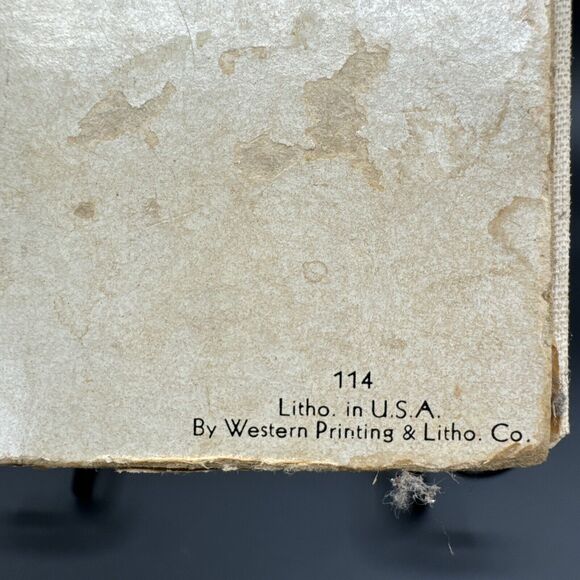 114
Litho. in U.S.A.
By Western Printing & Litho. Co.